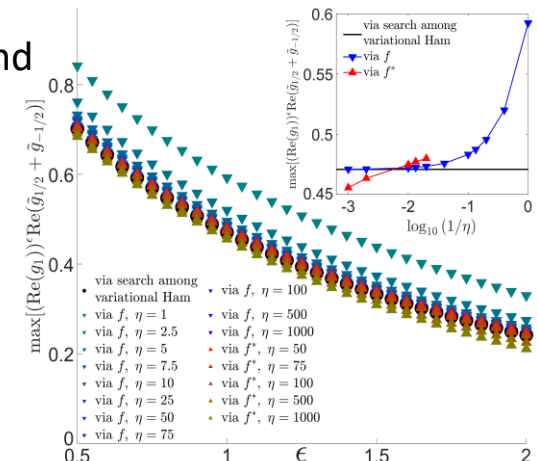 nd
max[(Re(g₁))^ϵRe(g̃₁/₂ + g̃₋₁/₂)]
0.8
0.6
0.4
0.2
0
0.5
1
ϵ
1.5
2
via search among
variational Ham
via f, η = 1
via f, η = 2.5
via f, η = 5
via f, η = 7.5
via f, η = 10
via f, η = 25
via f, η = 50
via f, η = 75
via f, η = 100
via f, η = 500
via f, η = 1000
via f*, η = 50
via f*, η = 75
via f*, η = 100
via f*, η = 500
via f*, η = 1000
max[(Re(g₁))^ϵRe(g̃₁/₂ + g̃₋₁/₂)]
0.6
0.55
0.5
0.45
via search among
variational Ham
via f
via f*
-3
-2
-1
0
log₁₀ (1/η)